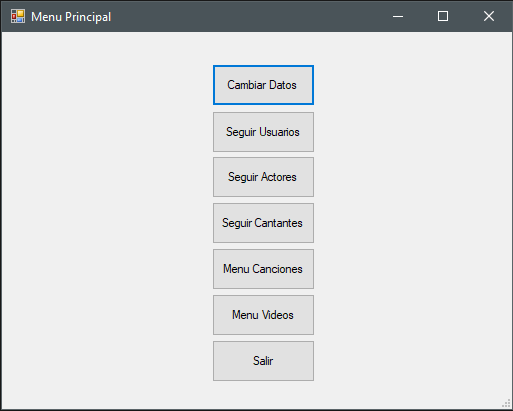 Menu Principal
Cambiar Datos
Seguir Usuarios
Seguir Actores
Seguir Cantantes
Menu Canciones
Menu Videos
Salir